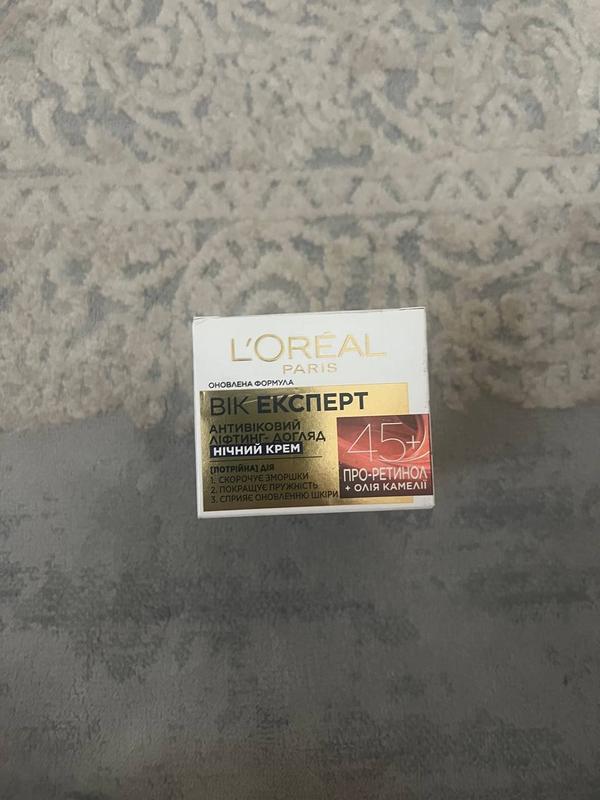 L'ORÉAL
PARIS
ОНОВЛЕНА ФОРМУЛА
ВІК ЕКСПЕРТ
АНТИВІКОВИЙ
ЛІФТИНГ-ДОГЛЯД
НІЧНИЙ КРЕМ
[ПОТРІЙНА] ДІЯ
1. СКОРОЧУЄ ЗМОРШКИ
2. ПОКРАЩУЄ ПРУЖНІСТЬ
3. СПРИЯЄ ОНОВЛЕННЮ ШКІРИ
45+
ПРО-РЕТИНОЛ
+ ОЛІЯ КАМЕЛІЇ